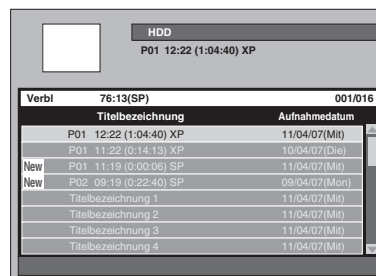 HDD
P01 12:22 (1:04:40) XP
Verbl 76:13(SP) 001/016
Titelbezeichnung Aufnahmedatum
P01 12:22 (1:04:40) XP 11/04/07(Mit)
P01 11:22 (0:14:13) XP 10/04/07(Die)
New P01 11:19 (0:00:06) SP 11/04/07(Mit)
New P02 09:19 (0:22:40) SP 09/04/07(Mon)
Titelbezeichnung 1 11/04/07(Mit)
Titelbezeichnung 2 11/04/07(Mit)
Titelbezeichnung 3 11/04/07(Mit)
Titelbezeichnung 4 11/04/07(Mit)